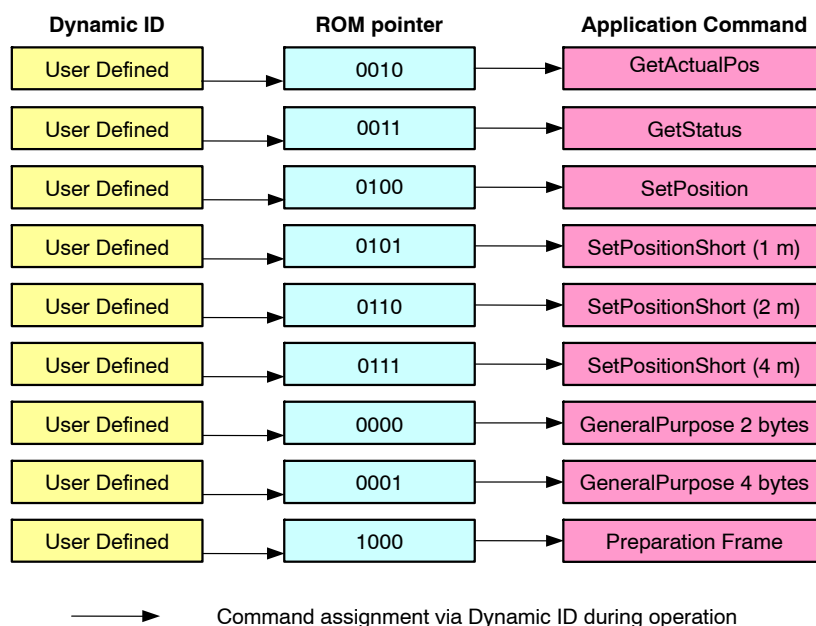 Dynamic ID ROM pointer Application Command
User Defined 0010 GetActualPos
User Defined 0011 GetStatus
User Defined 0100 SetPosition
User Defined 0101 SetPositionShort (1 m)
User Defined 0110 SetPositionShort (2 m)
User Defined 0111 SetPositionShort (4 m)
User Defined 0000 GeneralPurpose 2 bytes
User Defined 0001 GeneralPurpose 4 bytes
User Defined 1000 Preparation Frame
Command assignment via Dynamic ID during operation